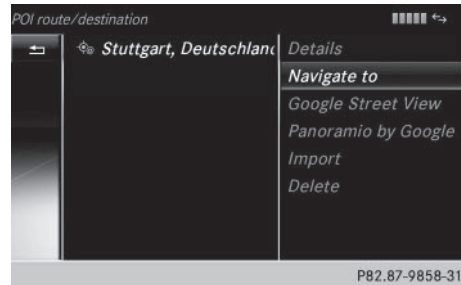 POI route/destination
Stuttgart, Deutschland
Details
Navigate to
Google Street View
Panoramio by Google
Import
Delete
P82.87-9858-31